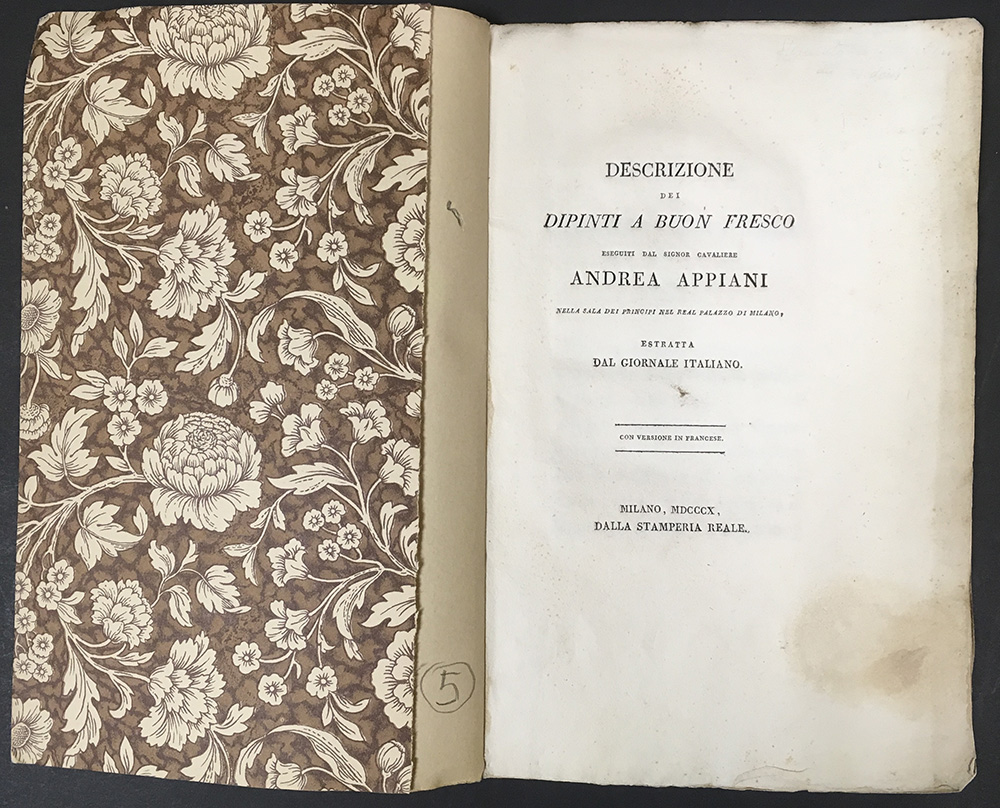 5
DESCRIZIONE
DEI
DIPINTI A BUON FRESCO
ESEGUITI DAL SIGNOR CAVALIERE
ANDREA APPIANI
NELLA SALA DEI PRINCIPI NEL REAL PALAZZO DI MILANO,
ESTRATTA
DAL GIORNALE ITALIANO.
CON VERSIONE IN FRANCESE.
MILANO, MDCCCX,
DALLA STAMPERIA REALE.